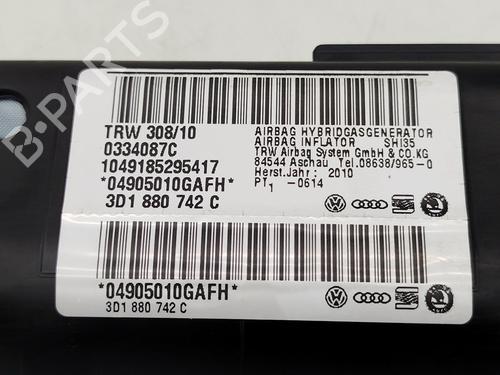 B-PARTS
TRW 308/10
0334087C
1049185295417
*04905010GAFH*
3D1 880 742 C
AIRBAG HYBRIDGASGENERATOR
AIRBAG INFLATOR SHI35
TRW Airbag System GmbH & CO.KG
84544 Aschau Tel.08638/965-0
Herst.Jahr: 2010
PT1 -0614
*04905010GAFH*
3D1 880 742 C